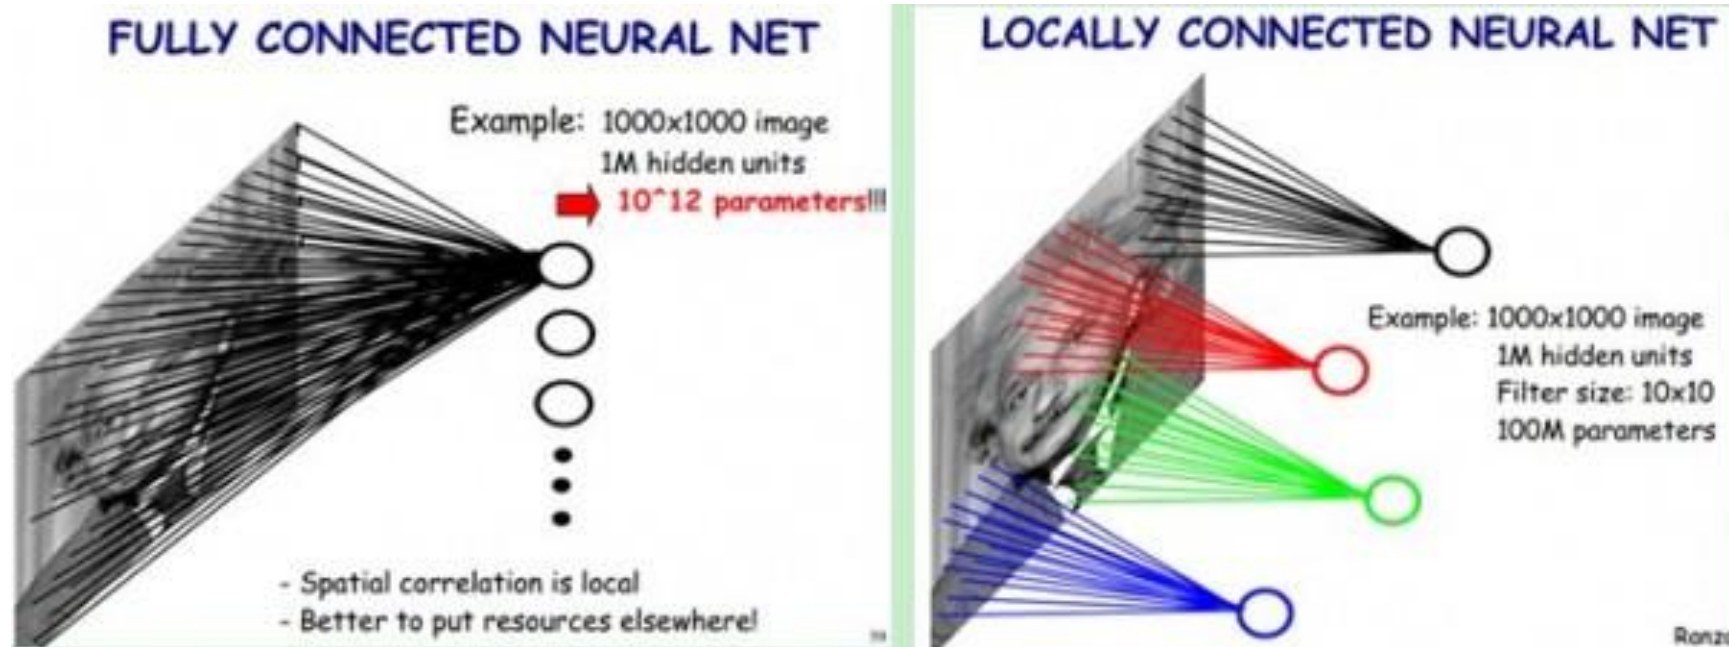 FULLY CONNECTED NEURAL NET
Example: 1000x1000 image
1M hidden units
10^12 parameters!!!
- Spatial correlation is local
- Better to put resources elsewhere!
LOCALLY CONNECTED NEURAL NET
Example: 1000x1000 image
1M hidden units
Filter size: 10x10
100M parameters
Ranza